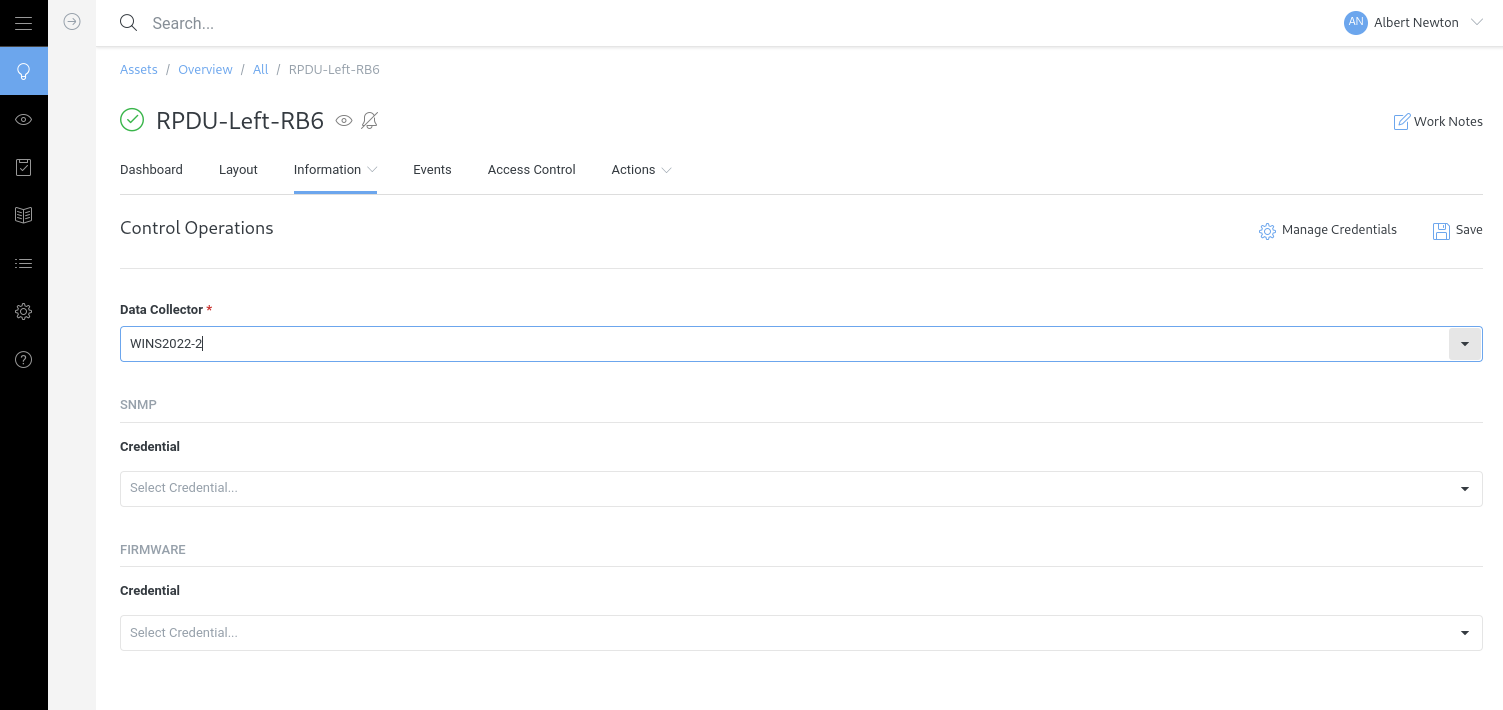 Search...
AN Albert Newton
Assets / Overview / All / RPDU-Left-RB6
RPDU-Left-RB6
Work Notes
Dashboard Layout Information Events Access Control Actions
Control Operations
Manage Credentials Save
Data Collector *
WINS2022-2
SNMP
Credential
Select Credential...
FIRMWARE
Credential
Select Credential...